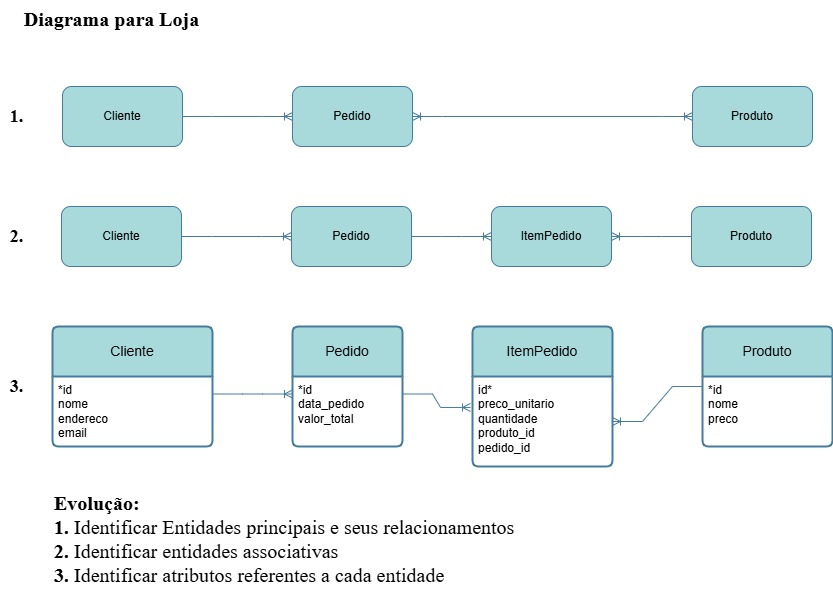 Diagrama para Loja
1. Cliente Pedido Produto
2. Cliente Pedido ItemPedido Produto
3.
Cliente
*id
nome
endereco
email
Pedido
*id
data_pedido
valor_total
ItemPedido
id*
preco_unitario
quantidade
produto_id
pedido_id
Produto
*id
nome
preco
Evolução:
1. Identificar Entidades principais e seus relacionamentos
2. Identificar entidades associativas
3. Identificar atributos referentes a cada entidade